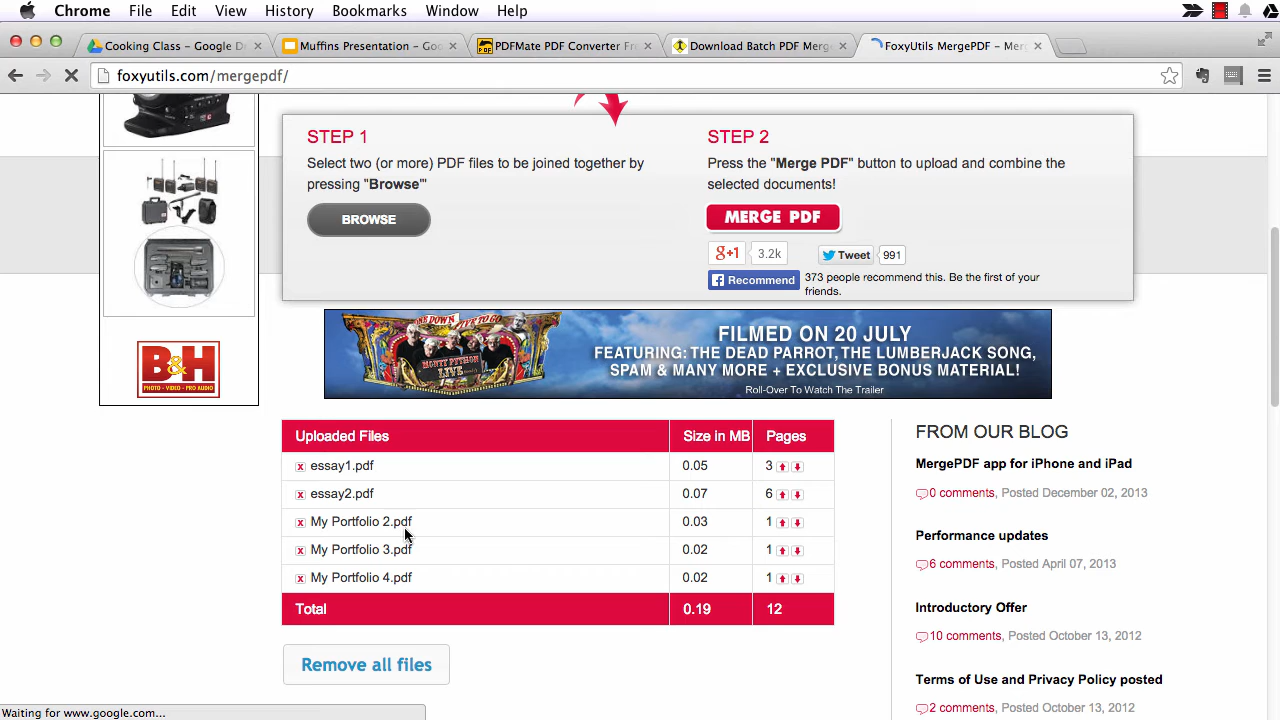 Chrome File Edit View History Bookmarks Window Help
Cooking Class – Google D
Muffins Presentation – Go
PDFMate PDF Converter Fr
Download Batch PDF Merg
FoxyUtils MergePDF – Mer
foxyutils.com/mergepdf/
STEP 1
Select two (or more) PDF files to be joined together by
pressing "Browse"'
BROWSE
STEP 2
Press the "Merge PDF" button to upload and combine the
selected documents!
MERGE PDF
g+1 3.2k
Tweet 991
Recommend
373 people recommend this. Be the first of your
friends.
MONTY PYTHON
LIVE
FILMED ON 20 JULY
FEATURING: THE DEAD PARROT, THE LUMBERJACK SONG,
SPAM & MANY MORE + EXCLUSIVE BONUS MATERIAL!
Roll-Over To Watch The Trailer
B&H
PHOTO - VIDEO - PRO AUDIO
Uploaded Files Size in MB Pages
essay1.pdf 0.05 3
essay2.pdf 0.07 6
My Portfolio 2.pdf 0.03 1
My Portfolio 3.pdf 0.02 1
My Portfolio 4.pdf 0.02 1
Total 0.19 12
Remove all files
FROM OUR BLOG
MergePDF app for iPhone and iPad
0 comments, Posted December 02, 2013
Performance updates
6 comments, Posted April 07, 2013
Introductory Offer
10 comments, Posted October 13, 2012
Terms of Use and Privacy Policy posted
2 comments, Posted October 13, 2012
Waiting for www.google.com...